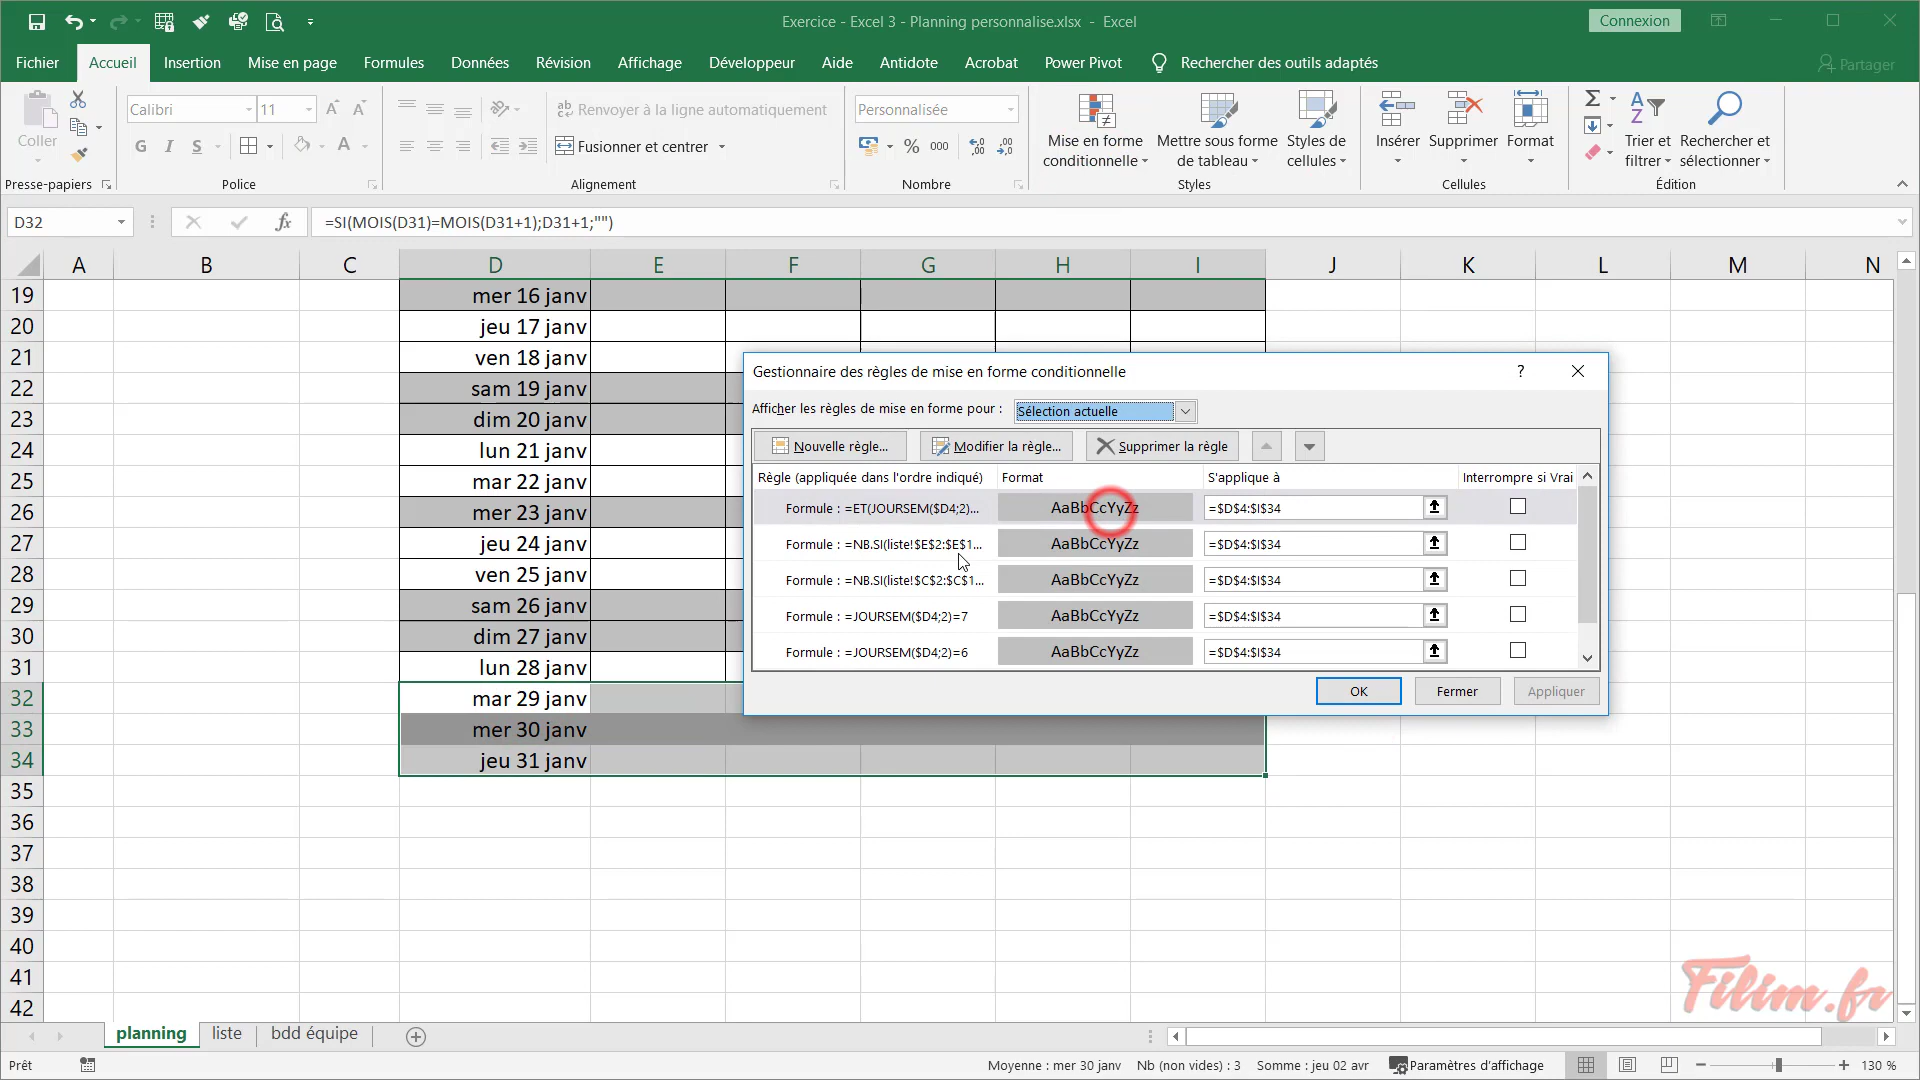 Exercice - Excel 3 - Planning personnalise.xlsx - Excel
Connexion
Fichier Accueil Insertion Mise en page Formules Données Révision Affichage Développeur Aide Antidote Acrobat Power Pivot Rechercher des outils adaptés Partager
Coller
Presse-papiers
Calibri 11
G I S
Police
Renvoyer à la ligne automatiquement
Fusionner et centrer
Alignement
Personnalisée
% 000
Nombre
Mise en forme conditionnelle
Mettre sous forme de tableau
Styles de cellules
Styles
Insérer Supprimer Format
Cellules
Trier et filtrer
Rechercher et sélectionner
Édition
D32 fx =SI(MOIS(D31)=MOIS(D31+1);D31+1;"")
A B C D E F G H I J K L M N
19 mer 16 janv
20 jeu 17 janv
21 ven 18 janv
22 sam 19 janv
23 dim 20 janv
24 lun 21 janv
25 mar 22 janv
26 mer 23 janv
27 jeu 24 janv
28 ven 25 janv
29 sam 26 janv
30 dim 27 janv
31 lun 28 janv
32 mar 29 janv
33 mer 30 janv
34 jeu 31 janv
35
36
37
38
39
40
41
42
Gestionnaire des règles de mise en forme conditionnelle ?
Afficher les règles de mise en forme pour : Sélection actuelle
Nouvelle règle... Modifier la règle... Supprimer la règle
Règle (appliquée dans l'ordre indiqué) Format S'applique à Interrompre si Vrai
Formule : =ET(JOURSEM($D4;2)... AaBbCcYyZz =$D$4:$I$34
Formule : =NB.SI(liste!$E$2:$E$1... AaBbCcYyZz =$D$4:$I$34
Formule : =NB.SI(liste!$C$2:$C$1... AaBbCcYyZz =$D$4:$I$34
Formule : =JOURSEM($D4;2)=7 AaBbCcYyZz =$D$4:$I$34
Formule : =JOURSEM($D4;2)=6 AaBbCcYyZz =$D$4:$I$34
OK Fermer Appliquer
Filim.fr
planning liste bdd équipe
Prêt Moyenne : mer 30 janv Nb (non vides) : 3 Somme : jeu 02 avr Paramètres d'affichage 130 %